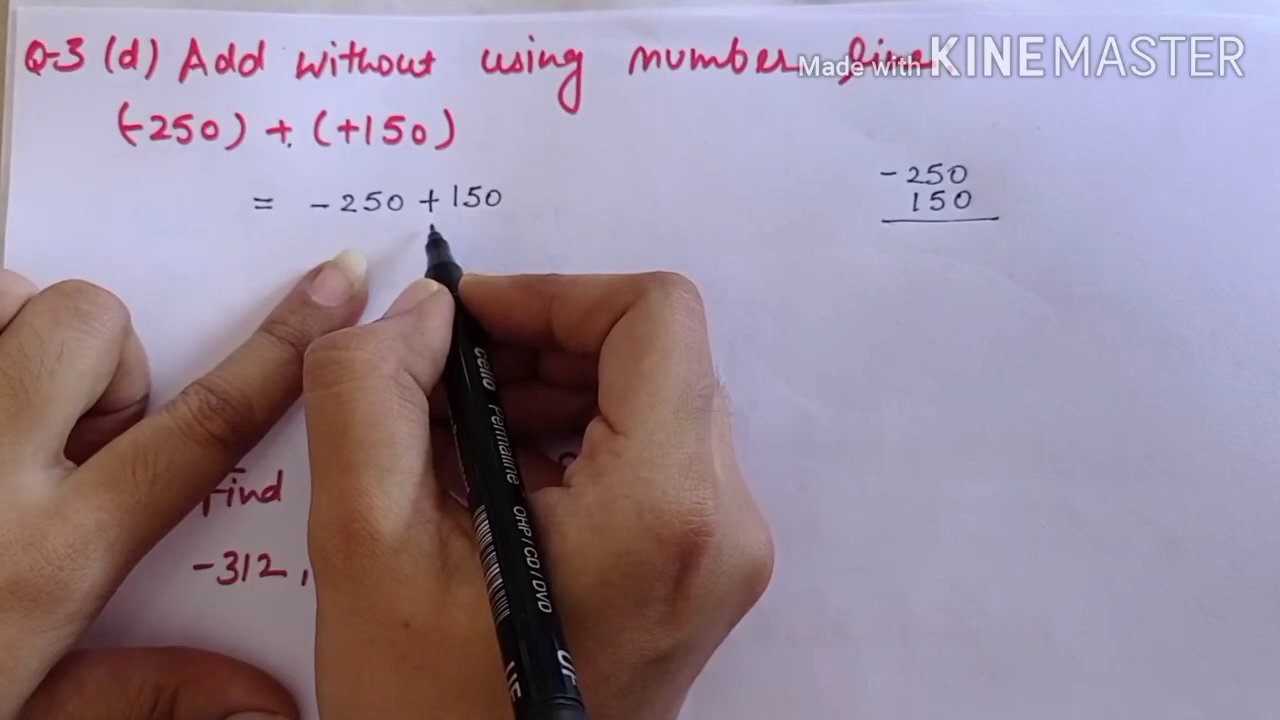 Q-3 (d) Add without using number line
Made with KINEMASTER
(-250) + (+150)
= -250 +150
-250
150
Find
-312,
cello Permaline OHP/CD/DVD